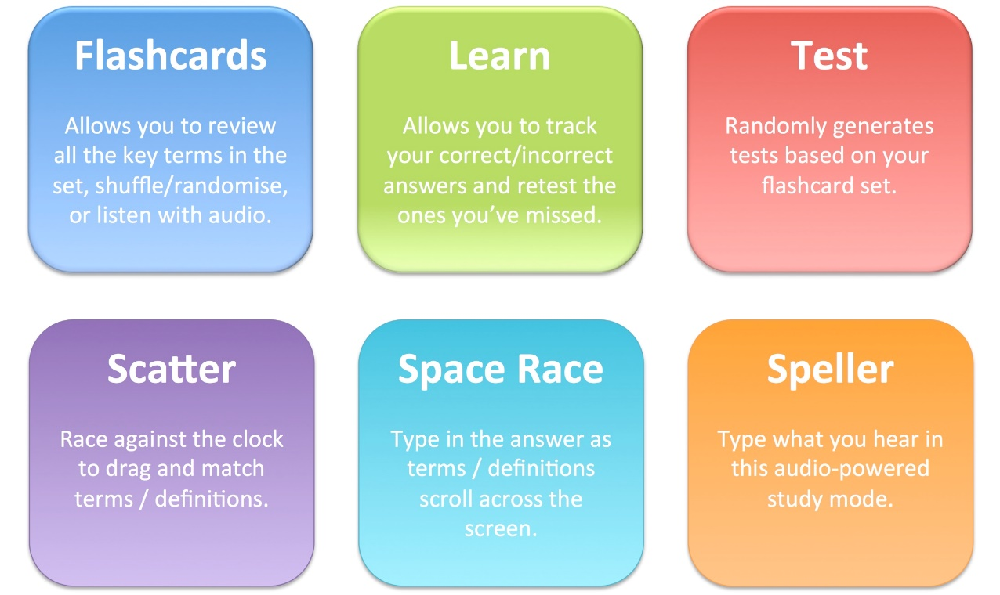 Flashcards
Allows you to review
all the key terms in the
set, shuffle/randomise,
or listen with audio.
Learn
Allows you to track
your correct/incorrect
answers and retest the
ones you’ve missed.
Test
Randomly generates
tests based on your
flashcard set.
Scatter
Race against the clock
to drag and match
terms / definitions.
Space Race
Type in the answer as
terms / definitions
scroll across the
screen.
Speller
Type what you hear in
this audio-powered
study mode.